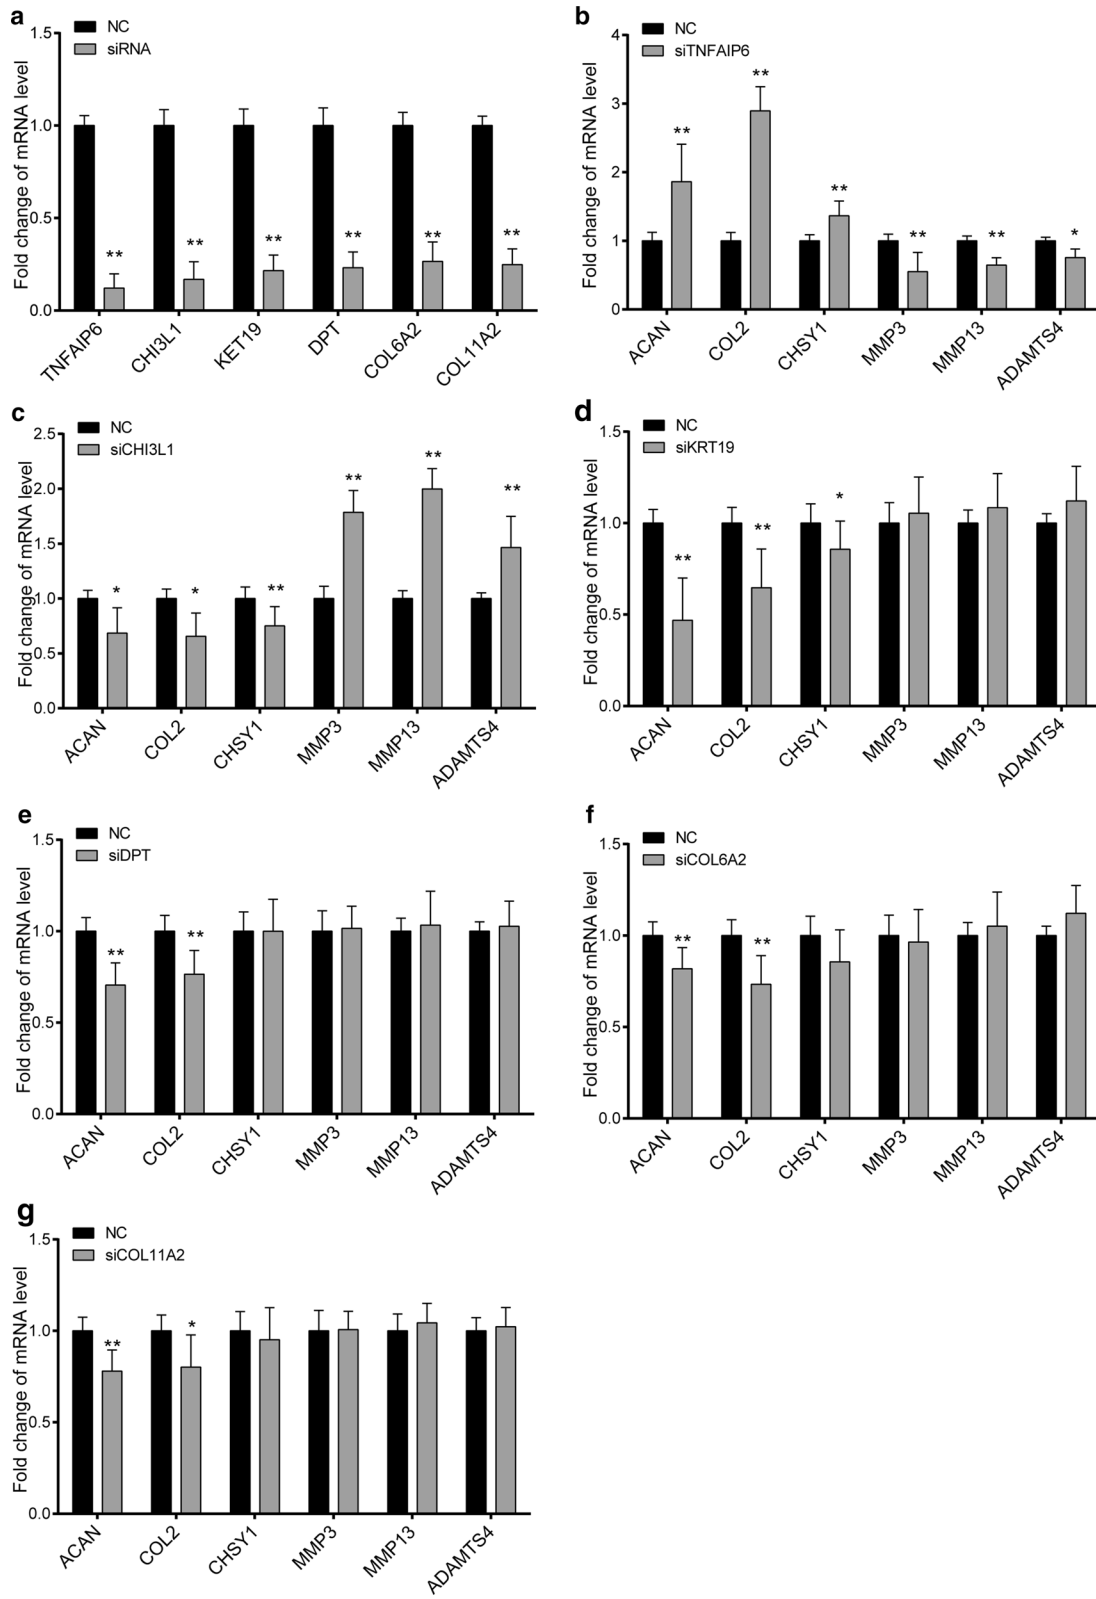 a
NC
siRNA
Fold change of mRNA level
1.5
1.0
0.5
0.0
** ** ** ** ** **
TNFAIP6 CHI3L1 KET19 DPT COL6A2 COL11A2
b
NC
siTNFAIP6
Fold change of mRNA level
4
3
2
1
0
** ** ** ** ** *
ACAN COL2 CHSY1 MMP3 MMP13 ADAMTS4
c
NC
siCHI3L1
Fold change of mRNA level
2.5
2.0
1.5
1.0
0.5
0.0
* * ** ** ** **
ACAN COL2 CHSY1 MMP3 MMP13 ADAMTS4
d
NC
siKRT19
Fold change of mRNA level
1.5
1.0
0.5
0.0
** ** *
ACAN COL2 CHSY1 MMP3 MMP13 ADAMTS4
e
NC
siDPT
Fold change of mRNA level
1.5
1.0
0.5
0.0
** **
ACAN COL2 CHSY1 MMP3 MMP13 ADAMTS4
f
NC
siCOL6A2
Fold change of mRNA level
1.5
1.0
0.5
0.0
** **
ACAN COL2 CHSY1 MMP3 MMP13 ADAMTS4
g
NC
siCOL11A2
Fold change of mRNA level
1.5
1.0
0.5
0.0
** *
ACAN COL2 CHSY1 MMP3 MMP13 ADAMTS4